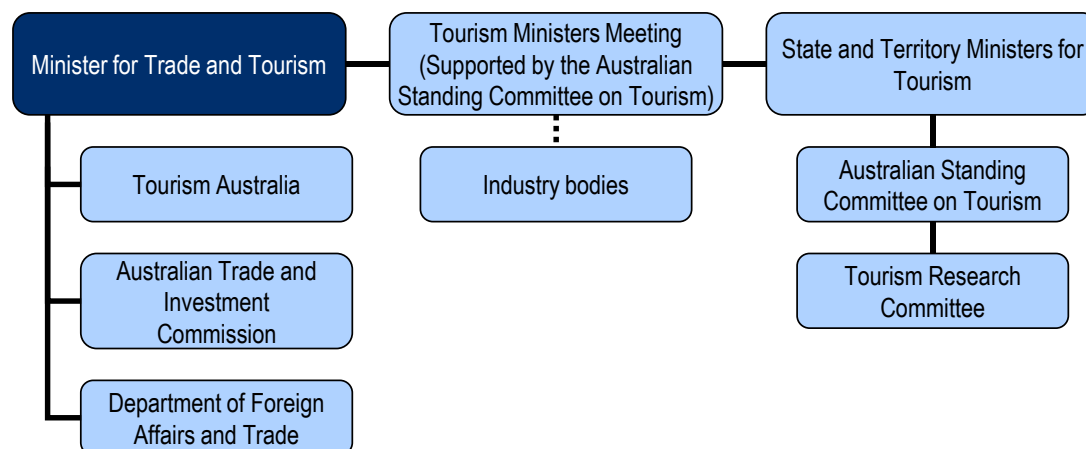 Minister for Trade and Tourism
Tourism Ministers Meeting
(Supported by the Australian
Standing Committee on Tourism)
State and Territory Ministers for
Tourism
Tourism Australia
Industry bodies
Australian Standing
Committee on Tourism
Australian Trade and
Investment
Commission
Tourism Research
Committee
Department of Foreign
Affairs and Trade